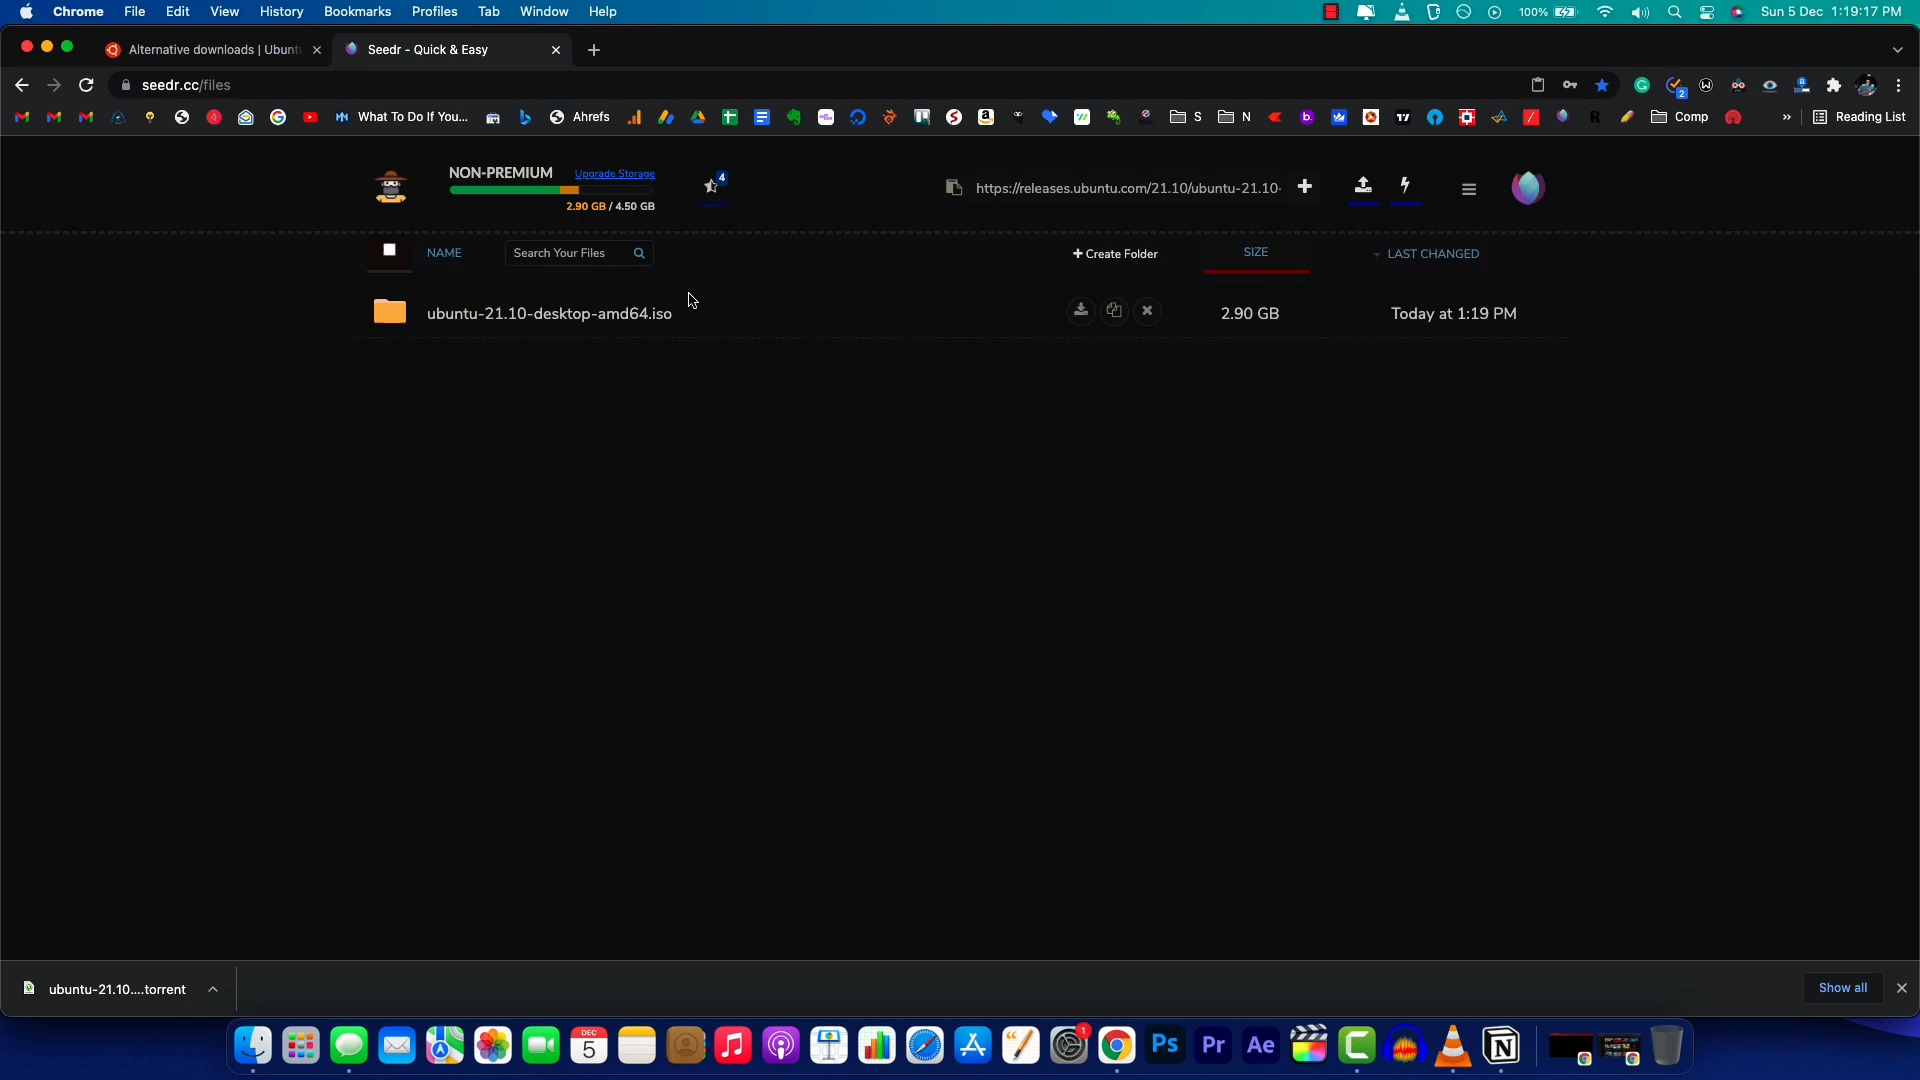 Chrome File Edit View History Bookmarks Profiles Tab Window Help 100% Sun 5 Dec 1:19:17 PM
Alternative downloads | Ubunt Seedr - Quick & Easy
seedr.cc/files 2
What To Do If You... Ahrefs S N Comp » Reading List
NON-PREMIUM Upgrade Storage 4
https://releases.ubuntu.com/21.10/ubuntu-21.10-
2.90 GB / 4.50 GB
NAME Search Your Files Create Folder SIZE LAST CHANGED
ubuntu-21.10-desktop-amd64.iso 2.90 GB Today at 1:19 PM
ubuntu-21.10....torrent Show all
DEC 5 1 Ps Pr Ae